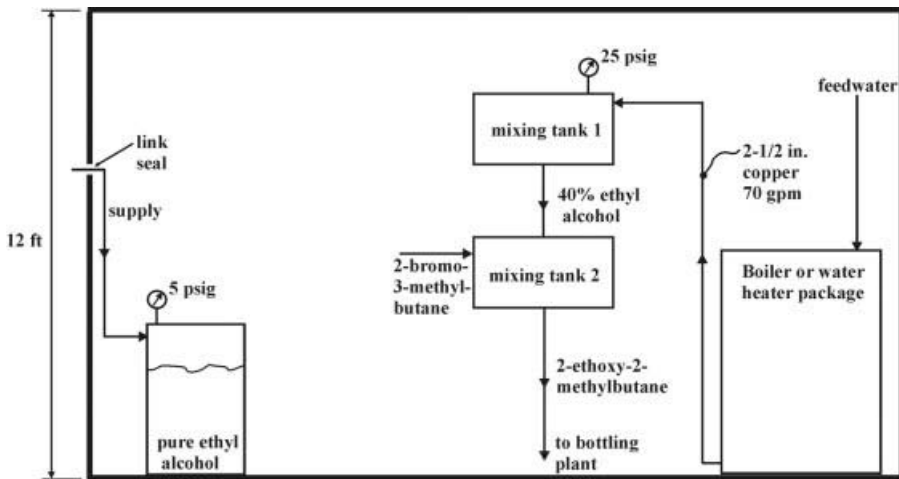 25 psig
feedwater
mixing tank 1
link
seal
2-1/2 in.
copper
70 gpm
40% ethyl
alcohol
supply
12 ft
2-bromo-
3-methyl-
butane
mixing tank 2
Boiler or water
heater package
5 psig
2-ethoxy-2-
methylbutane
pure ethyl
alcohol
to bottling
plant